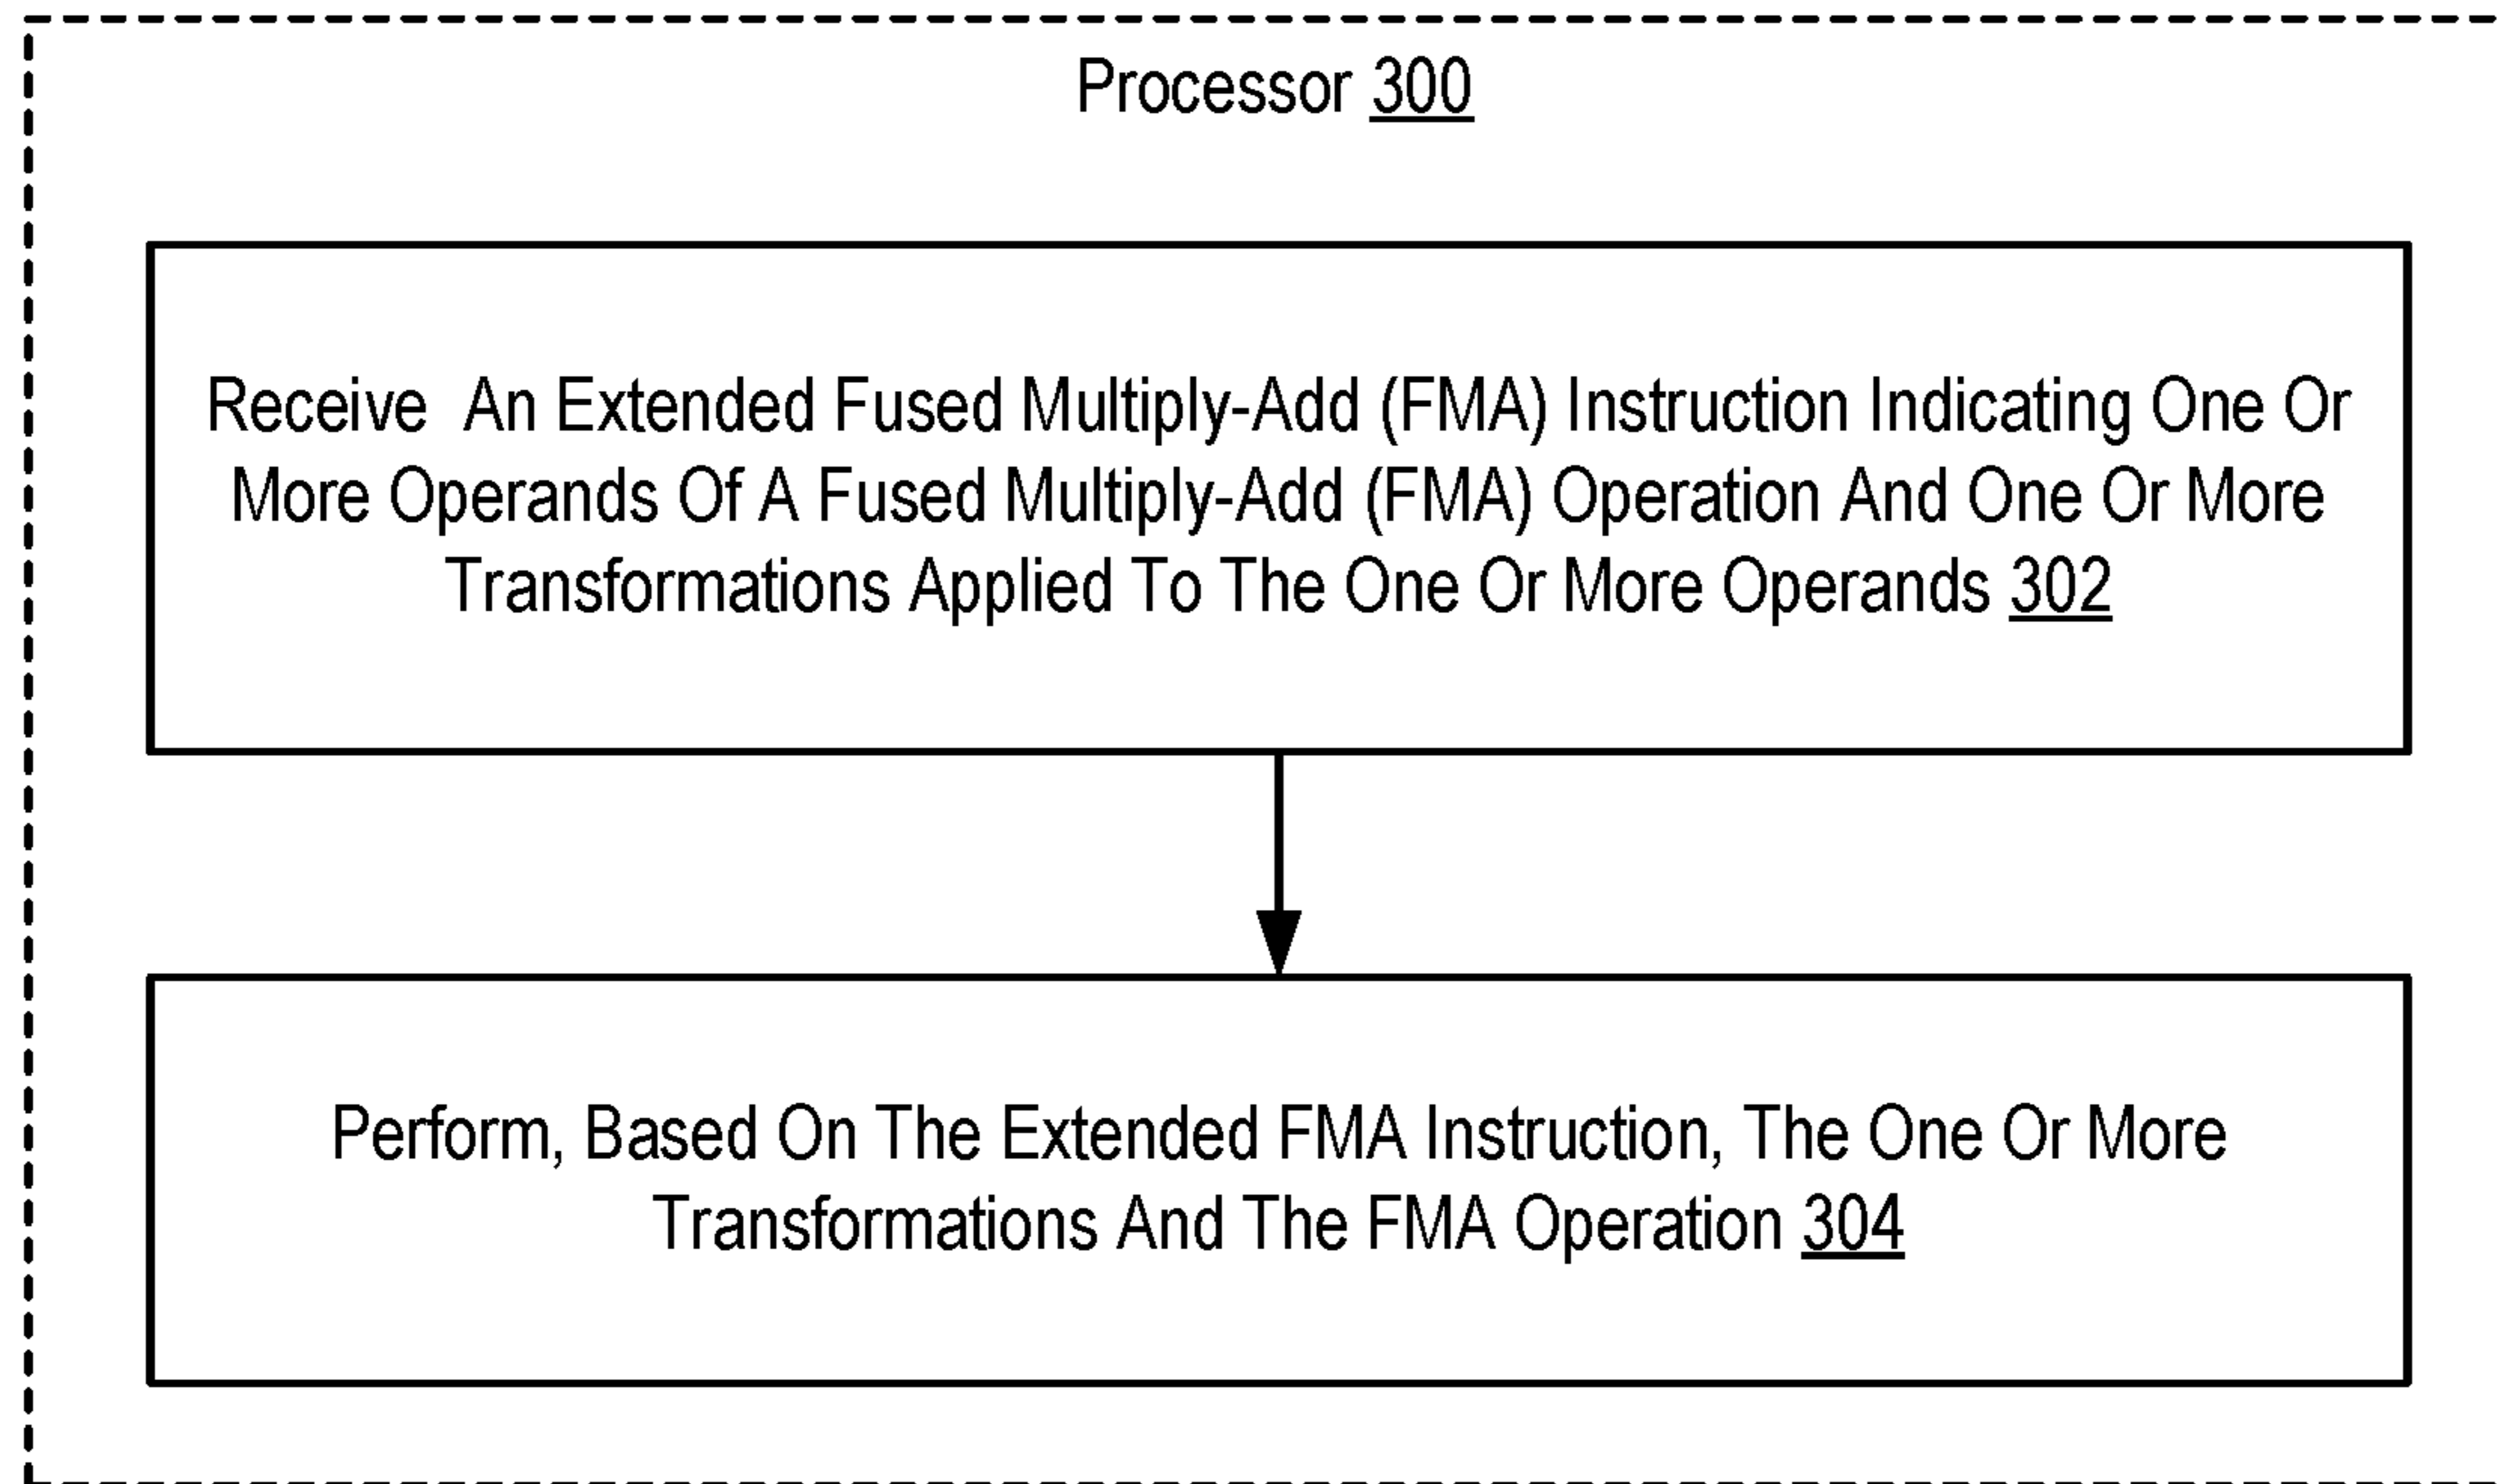 Processor 300
Receive An Extended Fused Multiply-Add (FMA) Instruction Indicating One Or
More Operands Of A Fused Multiply-Add (FMA) Operation And One Or More
Transformations Applied To The One Or More Operands 302
Perform, Based On The Extended FMA Instruction, The One Or More
Transformations And The FMA Operation 304